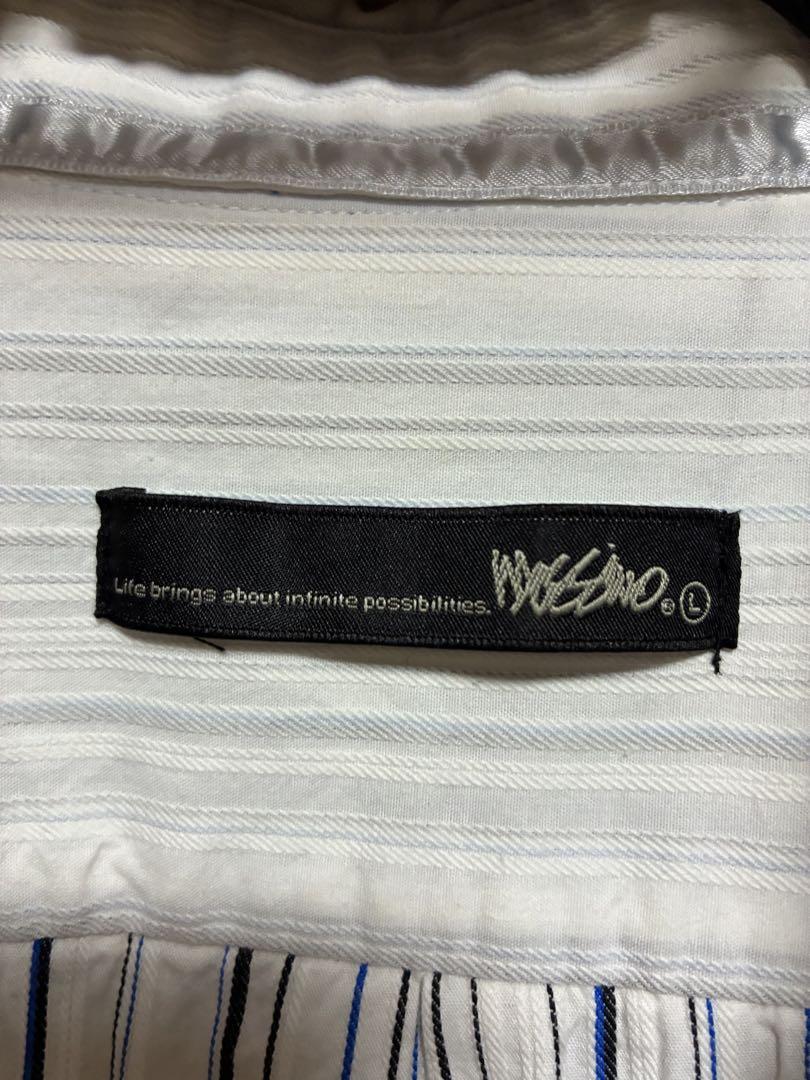 Life brings about infinite possibilities. Mossimo ® L